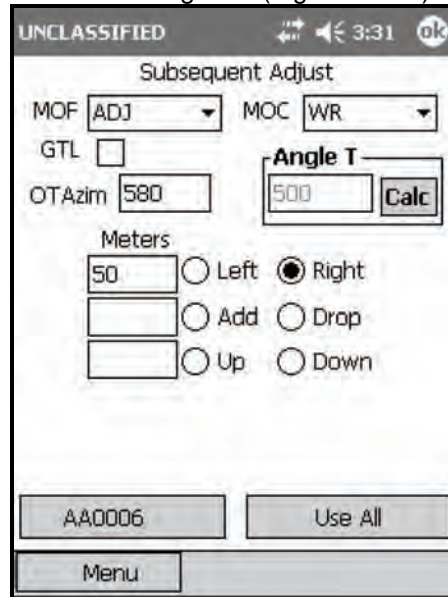 UNCLASSIFIED 3:31 ok
Subsequent Adjust
MOF ADJ MOC WR
GTL
OTAzim 580 Angle T 500 Calc
Meters
50 Left Right
Add Drop
Up Down
AA0006 Use All
Menu